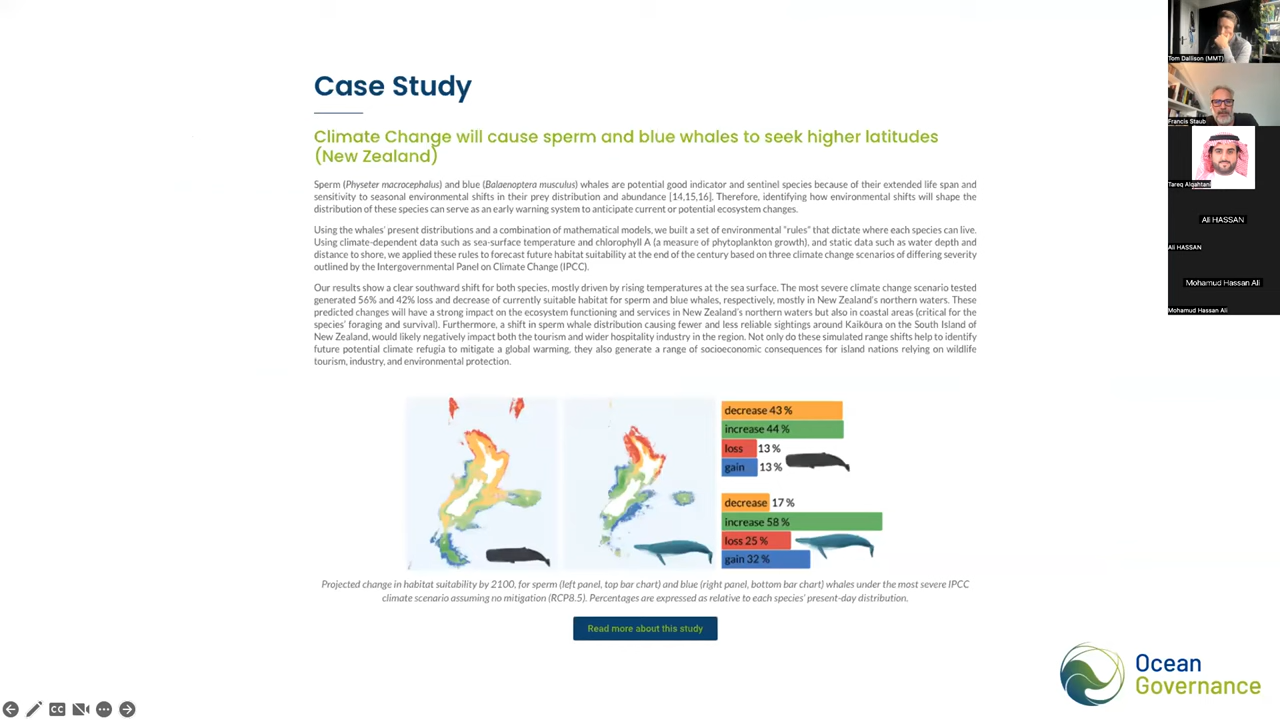 Case Study
Climate Change will cause sperm and blue whales to seek higher latitudes
(New Zealand)
Sperm (Physeter macrocephalus) and blue (Balaenoptera musculus) whales are potential good indicator and sentinel species because of their extended life span and
sensitivity to seasonal environmental shifts in their prey distribution and abundance [14,15,16]. Therefore, identifying how environmental shifts will shape the
distribution of these species can serve as an early warning system to anticipate current or potential ecosystem changes.
Using the whales' present distributions and a combination of mathematical models, we built a set of environmental "rules" that dictate where each species can live.
Using climate-dependent data such as sea-surface temperature and chlorophyll A (a measure of phytoplankton growth), and static data such as water depth and
distance to shore, we applied these rules to forecast future habitat suitability at the end of the century based on three climate change scenarios of differing severity
outlined by the Intergovernmental Panel on Climate Change (IPCC).
Our results show a clear southward shift for both species, mostly driven by rising temperatures at the sea surface. The most severe climate change scenario tested
generated 56% and 42% loss and decrease of currently suitable habitat for sperm and blue whales, respectively, mostly in New Zealand's northern waters. These
predicted changes will have a strong impact on the ecosystem functioning and services in New Zealand's northern waters but also in coastal areas (critical for the
species' foraging and survival). Furthermore, a shift in sperm whale distribution causing fewer and less reliable sightings around Kaikōura on the South Island of
New Zealand, would likely negatively impact both the tourism and wider hospitality industry in the region. Not only do these simulated range shifts help to identify
future potential climate refugia to mitigate a global warming, they also generate a range of socioeconomic consequences for island nations relying on wildlife
tourism, industry, and environmental protection.
decrease 43 %
increase 44 %
loss 13 %
gain 13 %
decrease 17 %
increase 58 %
loss 25 %
gain 32 %
Projected change in habitat suitability by 2100, for sperm (left panel, top bar chart) and blue (right panel, bottom bar chart) whales under the most severe IPCC
climate scenario assuming no mitigation (RCP8.5). Percentages are expressed as relative to each species' present-day distribution.
Read more about this study
Ocean
Governance
CC
Tom Dallison (MMT)
Francis Staub
Tareq Alqahtani
Ali HASSAN
Ali HASSAN
Mohamud Hassan Ali
Mohamud Hassan Ali